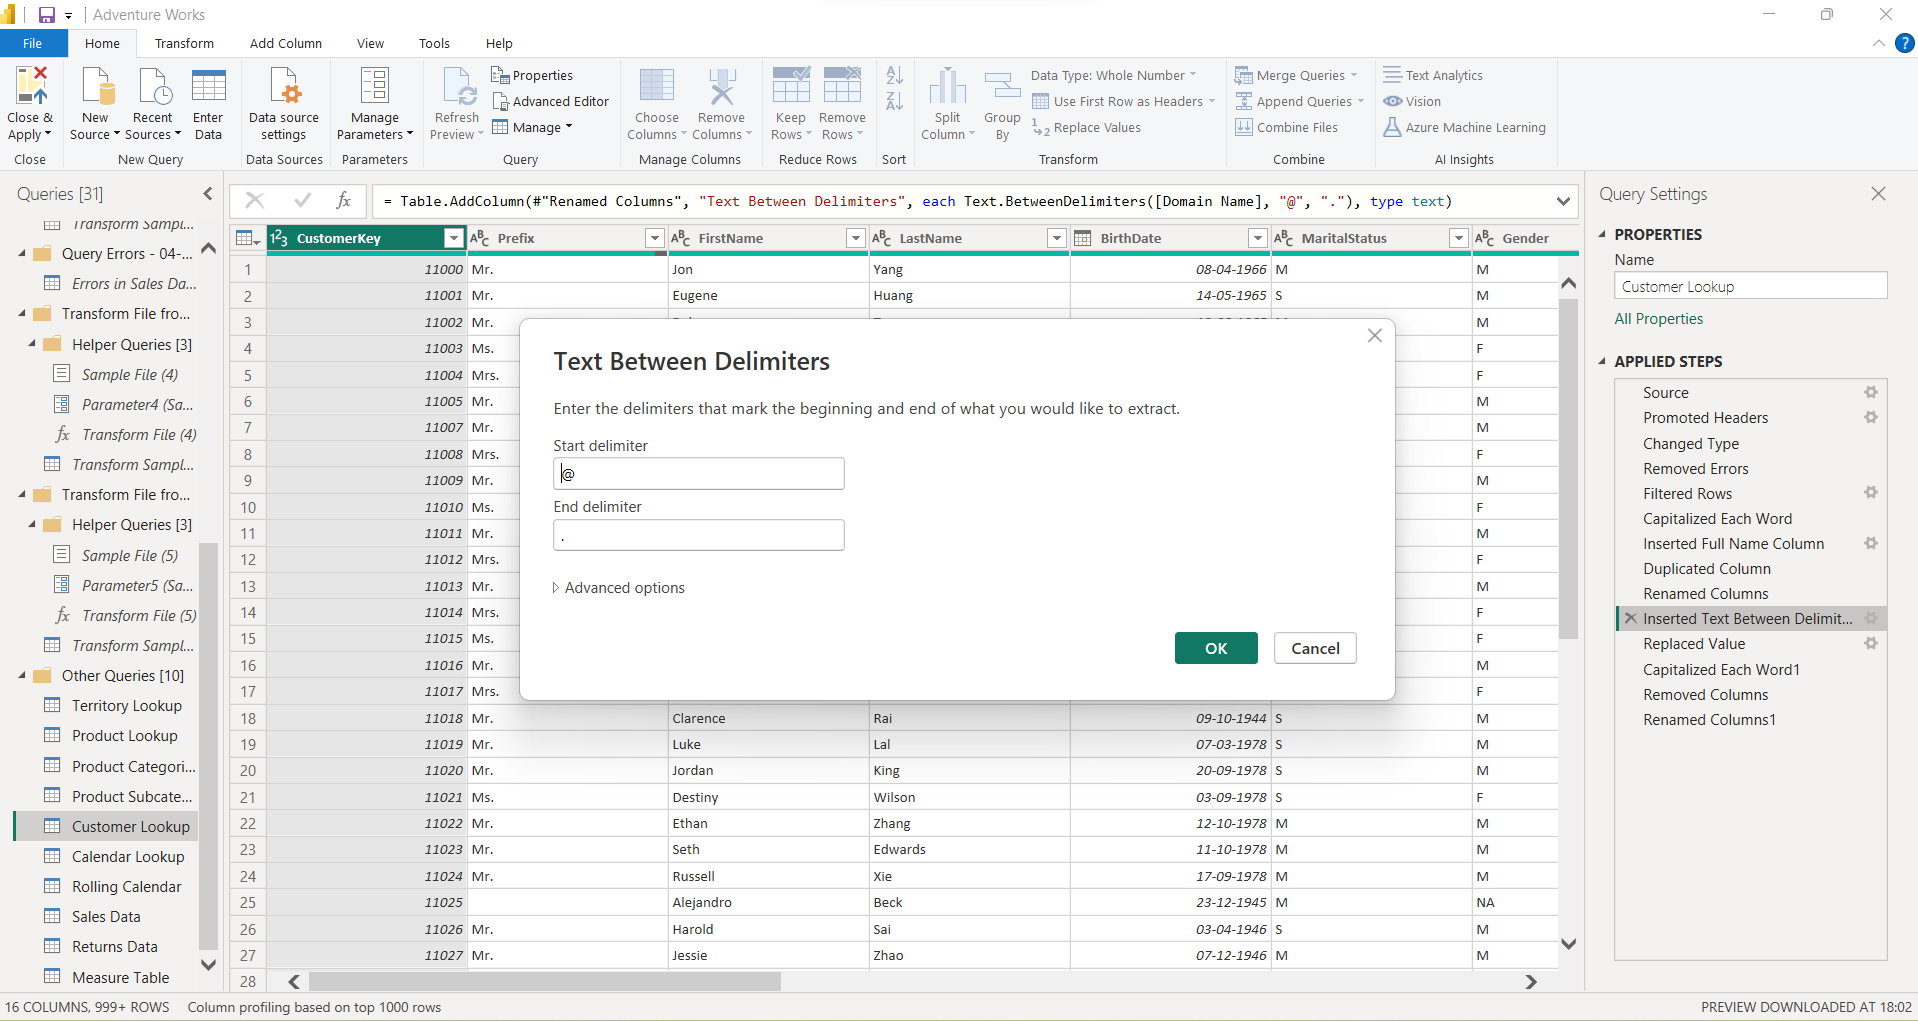 Adventure Works
File
Home
Transform
Add Column
View
Tools
Help
?
Close &
Apply
New
Source
Recent
Sources
Enter
Data
Data source
settings
Manage
Parameters
Refresh
Preview
Properties
Advanced Editor
Manage
Choose
Columns
Remove
Columns
Keep
Rows
Remove
Rows
Split
Column
Group
By
Data Type: Whole Number
Use First Row as Headers
Replace Values
Merge Queries
Append Queries
Combine Files
Text Analytics
Vision
Azure Machine Learning
Close
New Query
Data Sources
Parameters
Query
Manage Columns
Reduce Rows
Sort
Transform
Combine
AI Insights
Queries [31]
Transform Sampl...
Query Errors - 04-...
Errors in Sales Da...
Transform File fro...
Helper Queries [3]
Sample File (4)
Parameter4 (Sa...
fx Transform File (4)
Transform Sampl...
Transform File fro...
Helper Queries [3]
Sample File (5)
Parameter5 (Sa...
fx Transform File (5)
Transform Sampl...
Other Queries [10]
Territory Lookup
Product Lookup
Product Categori...
Product Subcate...
Customer Lookup
Calendar Lookup
Rolling Calendar
Sales Data
Returns Data
Measure Table
fx = Table.AddColumn(#"Renamed Columns", "Text Between Delimiters", each Text.BetweenDelimiters([Domain Name], "@", "."), type text)
CustomerKey Prefix FirstName LastName BirthDate MaritalStatus Gender
1 11000 Mr. Jon Yang 08-04-1966 M M
2 11001 Mr. Eugene Huang 14-05-1965 S M
3 11002 Mr. M
4 11003 Ms. F
5 11004 Mrs. F
6 11005 Mr. M
7 11007 Mr. M
8 11008 Mrs. F
9 11009 Mr. M
10 11010 Ms. F
11 11011 Mr. M
12 11012 Mrs. F
13 11013 Mr. M
14 11014 Mrs. F
15 11015 Ms. F
16 11016 Mr. M
17 11017 Mrs. F
18 11018 Mr. Clarence Rai 09-10-1944 S M
19 11019 Mr. Luke Lal 07-03-1978 S M
20 11020 Mr. Jordan King 20-09-1978 S M
21 11021 Ms. Destiny Wilson 03-09-1978 S F
22 11022 Mr. Ethan Zhang 12-10-1978 M M
23 11023 Mr. Seth Edwards 11-10-1978 M M
24 11024 Mr. Russell Xie 17-09-1978 M M
25 11025 Alejandro Beck 23-12-1945 M NA
26 11026 Mr. Harold Sai 03-04-1946 S M
27 11027 Mr. Jessie Zhao 07-12-1946 M M
28
Text Between Delimiters
Enter the delimiters that mark the beginning and end of what you would like to extract.
Start delimiter
@
End delimiter
.
Advanced options
OK
Cancel
Query Settings
PROPERTIES
Name
Customer Lookup
All Properties
APPLIED STEPS
Source
Promoted Headers
Changed Type
Removed Errors
Filtered Rows
Capitalized Each Word
Inserted Full Name Column
Duplicated Column
Renamed Columns
Inserted Text Between Delimit...
Replaced Value
Capitalized Each Word1
Removed Columns
Renamed Columns1
16 COLUMNS, 999+ ROWS
Column profiling based on top 1000 rows
PREVIEW DOWNLOADED AT 18:02